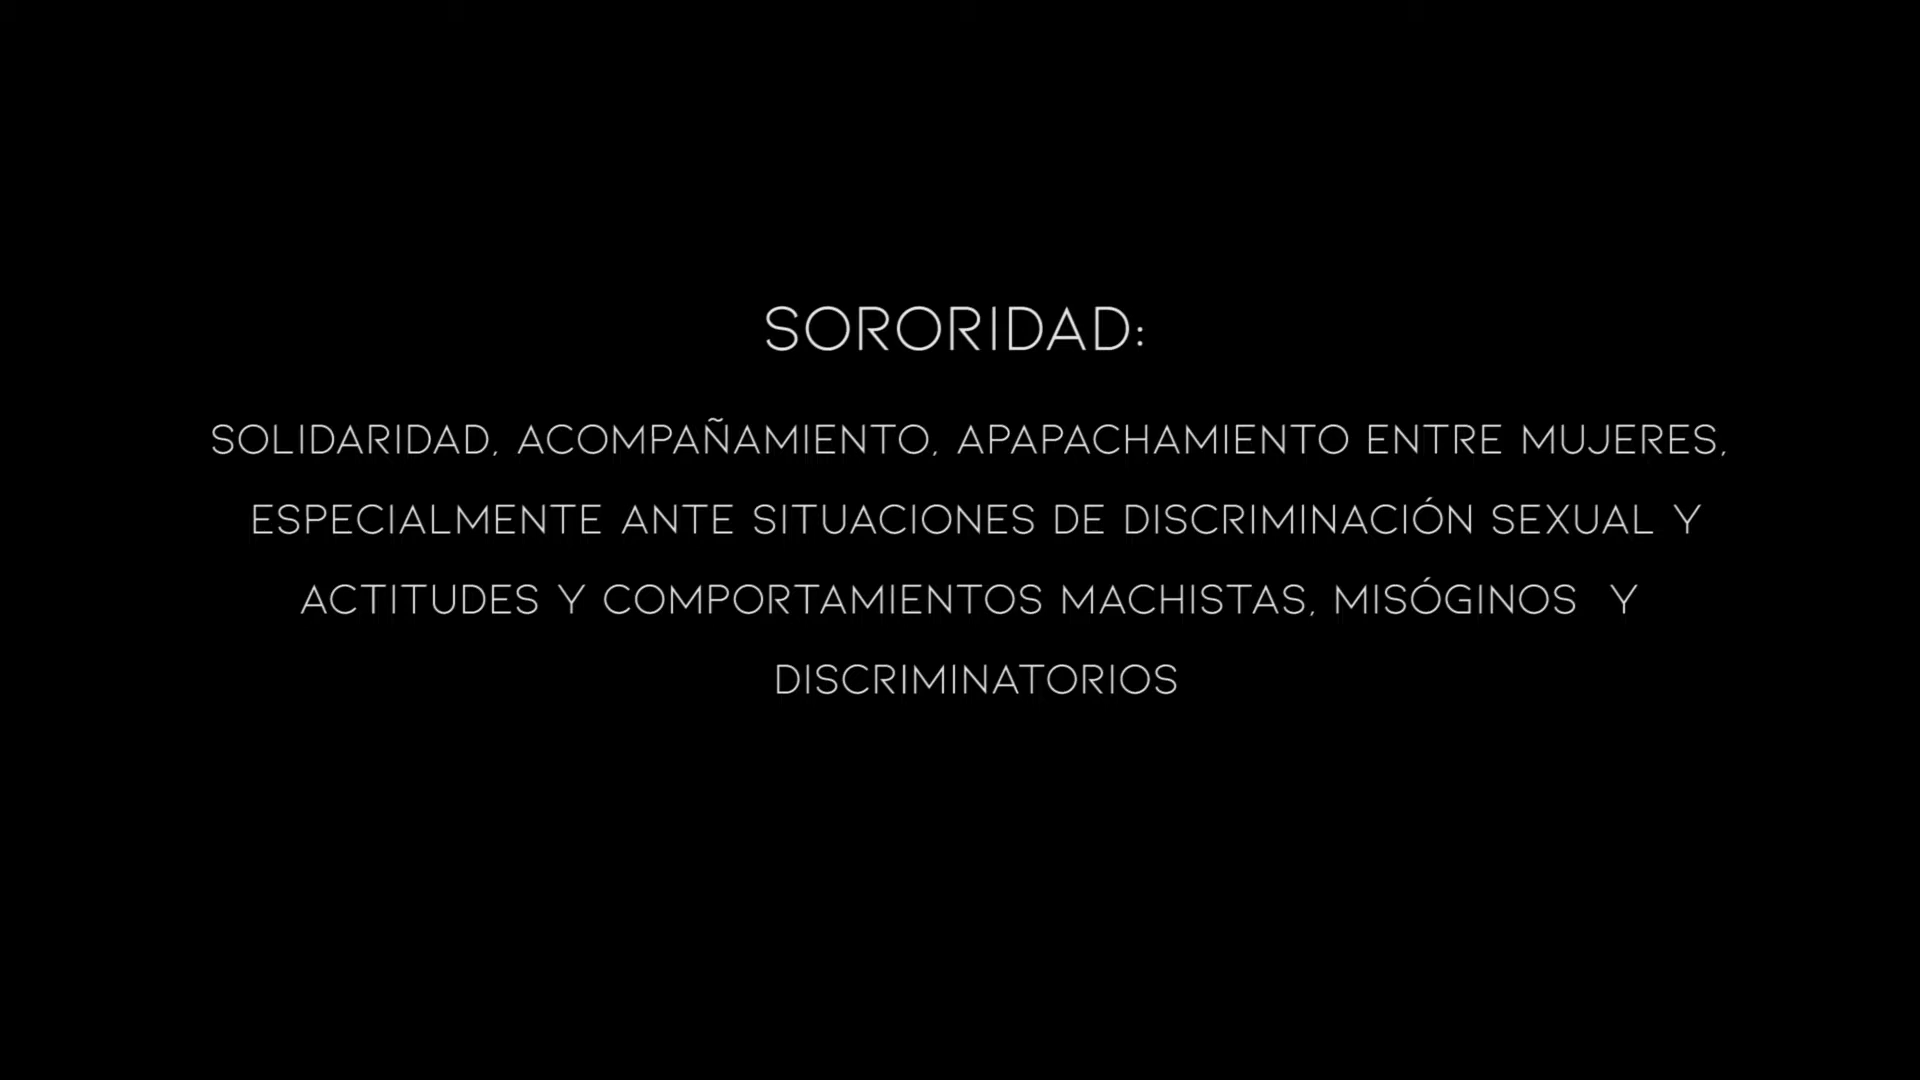 SORORIDAD:
SOLIDARIDAD, ACOMPAÑAMIENTO, APAPACHAMIENTO ENTRE MUJERES,
ESPECIALMENTE ANTE SITUACIONES DE DISCRIMINACIÓN SEXUAL Y
ACTITUDES Y COMPORTAMIENTOS MACHISTAS, MISÓGINOS Y
DISCRIMINATORIOS